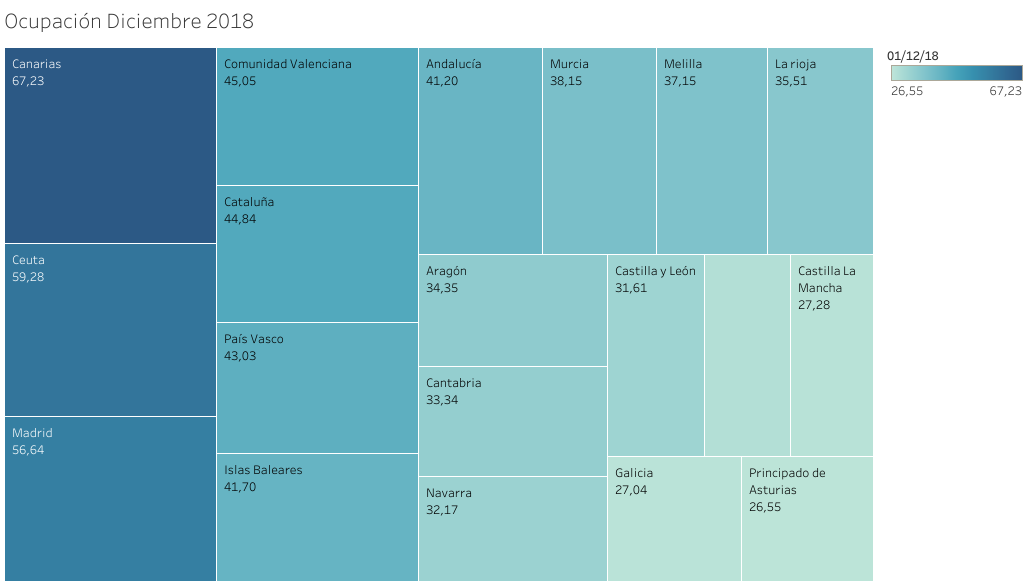 Ocupación Diciembre 2018
Canarias
67,23
Ceuta
59,28
Madrid
56,64
Comunidad Valenciana
45,05
Cataluña
44,84
País Vasco
43,03
Islas Baleares
41,70
Andalucía
41,20
Murcia
38,15
Melilla
37,15
La rioja
35,51
Aragón
34,35
Cantabria
33,34
Navarra
32,17
Castilla y León
31,61
Castilla La
Mancha
27,28
Galicia
27,04
Principado de
Asturias
26,55
01/12/18
26,55
67,23